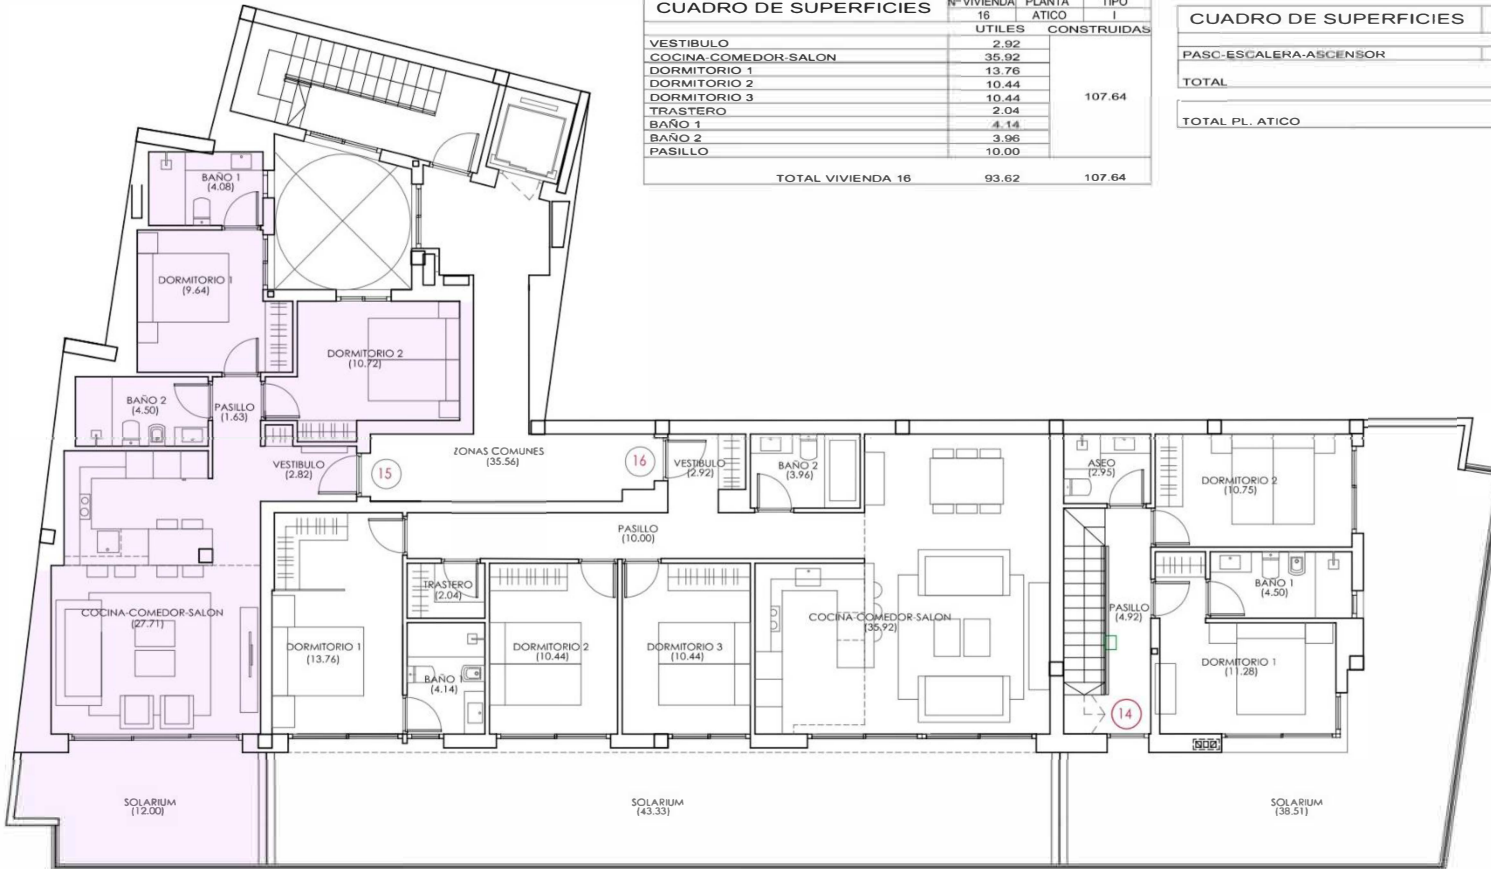 CUADRO DE SUPERFICIES
Nº VIVIENDA PLANTA TIPO
16 ATICO I
UTILES CONSTRUIDAS
VESTIBULO 2.92
COCINA-COMEDOR-SALON 35.92
DORMITORIO 1 13.76
DORMITORIO 2 10.44
DORMITORIO 3 10.44
107.64
TRASTERO 2.04
BAÑO 1 4.14
BAÑO 2 3.96
PASILLO 10.00
TOTAL VIVIENDA 16 93.62 107.64
CUADRO DE SUPERFICIES
PASC-ESCALERA-ASCENSOR
TOTAL
TOTAL PL. ATICO
BAÑO 1
(4.08)
DORMITORIO 1
(9.64)
DORMITORIO 2
(10.72)
BAÑO 2
(4.50)
PASILLO
(1.63)
VESTIBULO
(2.82)
15
ZONAS COMUNES
(35.56)
16
VESTIBULO
(2.92)
BAÑO 2
(3.96)
ASEO
(2.95)
DORMITORIO 2
(10.75)
PASILLO
(10.00)
TRASTERO
(2.04)
BAÑO 1
(4.50)
COCINA-COMEDOR-SALON
(27.71)
COCINA-COMEDOR-SALON
(35.92)
PASILLO
(4.92)
DORMITORIO 1
(13.76)
BAÑO 1
(4.14)
DORMITORIO 2
(10.44)
DORMITORIO 3
(10.44)
DORMITORIO 1
(11.28)
14
SOLARIUM
(12.00)
SOLARIUM
(43.33)
SOLARIUM
(38.51)